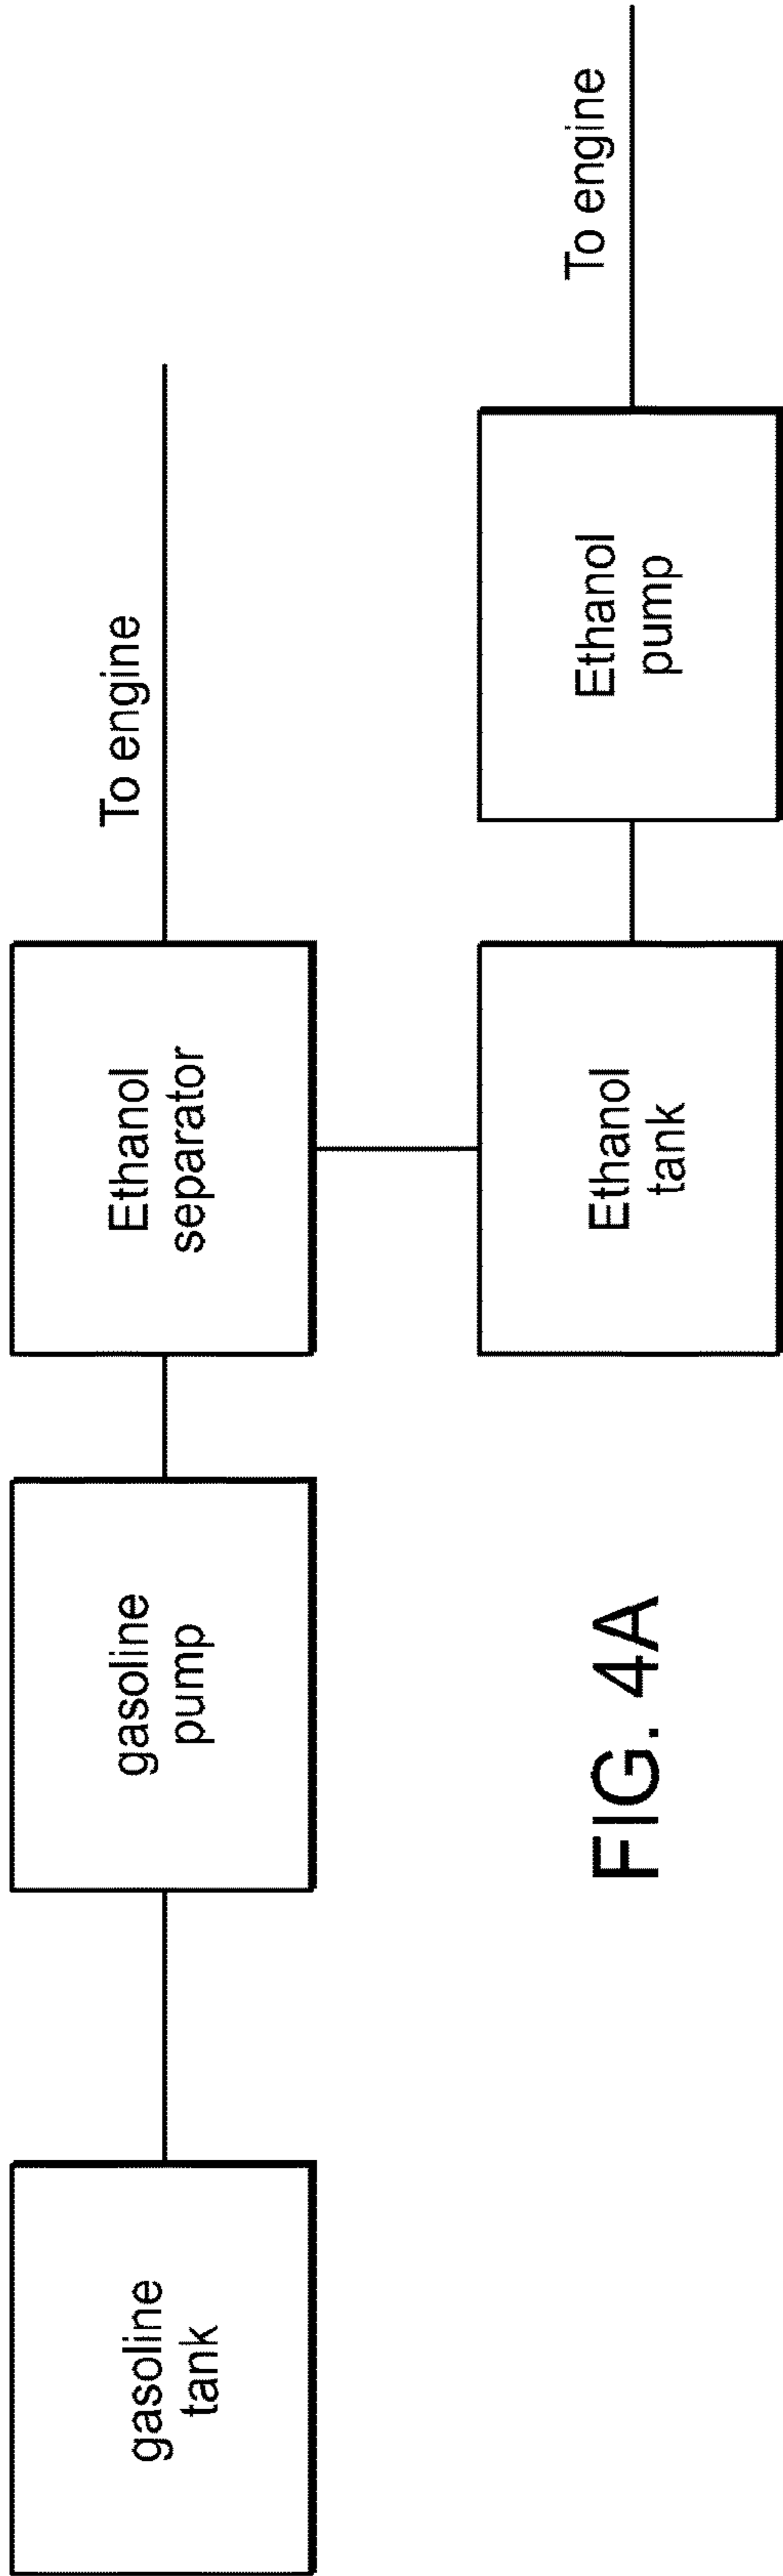 gasoline
tank
gasoline
pump
Ethanol
separator
To engine
Ethanol
tank
Ethanol
pump
To engine
FIG. 4A